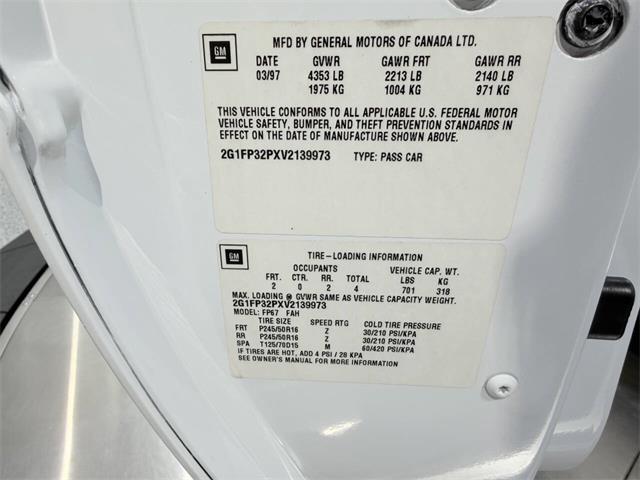 GM
MFD BY GENERAL MOTORS OF CANADA LTD.
DATE GVWR GAWR FRT GAWR RR
03/97 4353 LB 2213 LB 2140 LB
1975 KG 1004 KG 971 KG
THIS VEHICLE CONFORMS TO ALL APPLICABLE U.S. FEDERAL MOTOR
VEHICLE SAFETY, BUMPER, AND THEFT PREVENTION STANDARDS IN
EFFECT ON THE DATE OF MANUFACTURE SHOWN ABOVE.
2G1FP32PXV2139973 TYPE: PASS CAR
GM
TIRE-LOADING INFORMATION
OCCUPANTS VEHICLE CAP. WT.
FRT. CTR. RR. TOTAL LBS KG
2 0 2 4 701 318
MAX. LOADING @ GVWR SAME AS VEHICLE CAPACITY WEIGHT.
2G1FP32PXV2139973
MODEL: FP67 FAH
TIRE SIZE SPEED RTG COLD TIRE PRESSURE
FRT P245/50R16 Z 30/210 PSI/KPA
RR P245/50R16 Z 30/210 PSI/KPA
SPA T125/70D15 M 60/420 PSI/KPA
IF TIRES ARE HOT, ADD 4 PSI / 28 KPA
SEE OWNER'S MANUAL FOR MORE INFORMATION